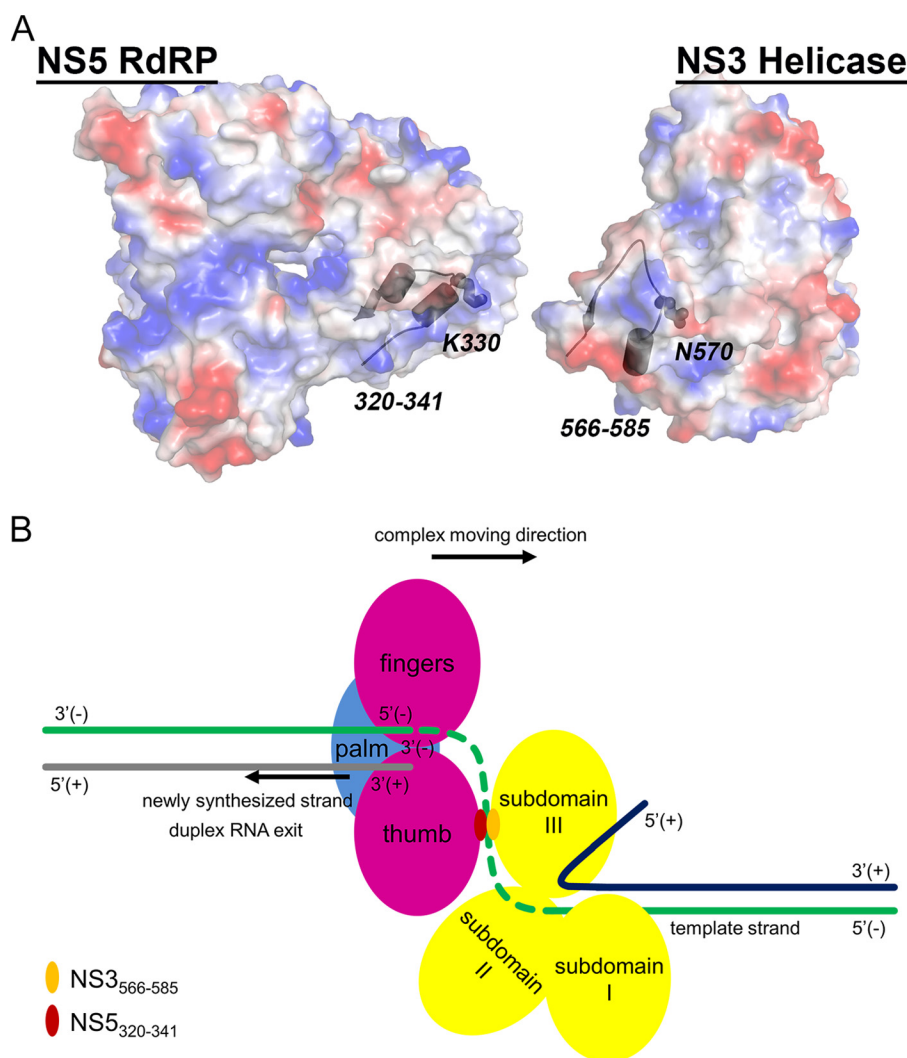 A
NS5 RdRP
NS3 Helicase
K330
320-341
N570
566-585
B
complex moving direction
fingers
3'(-)
5'(-)
palm
3'(-)
5'(+)
3'(+)
newly synthesized strand
duplex RNA exit
thumb
subdomain
III
5'(+)
3'(+)
template strand
5'(-)
subdomain
II
subdomain
I
NS3566-585
NS5320-341